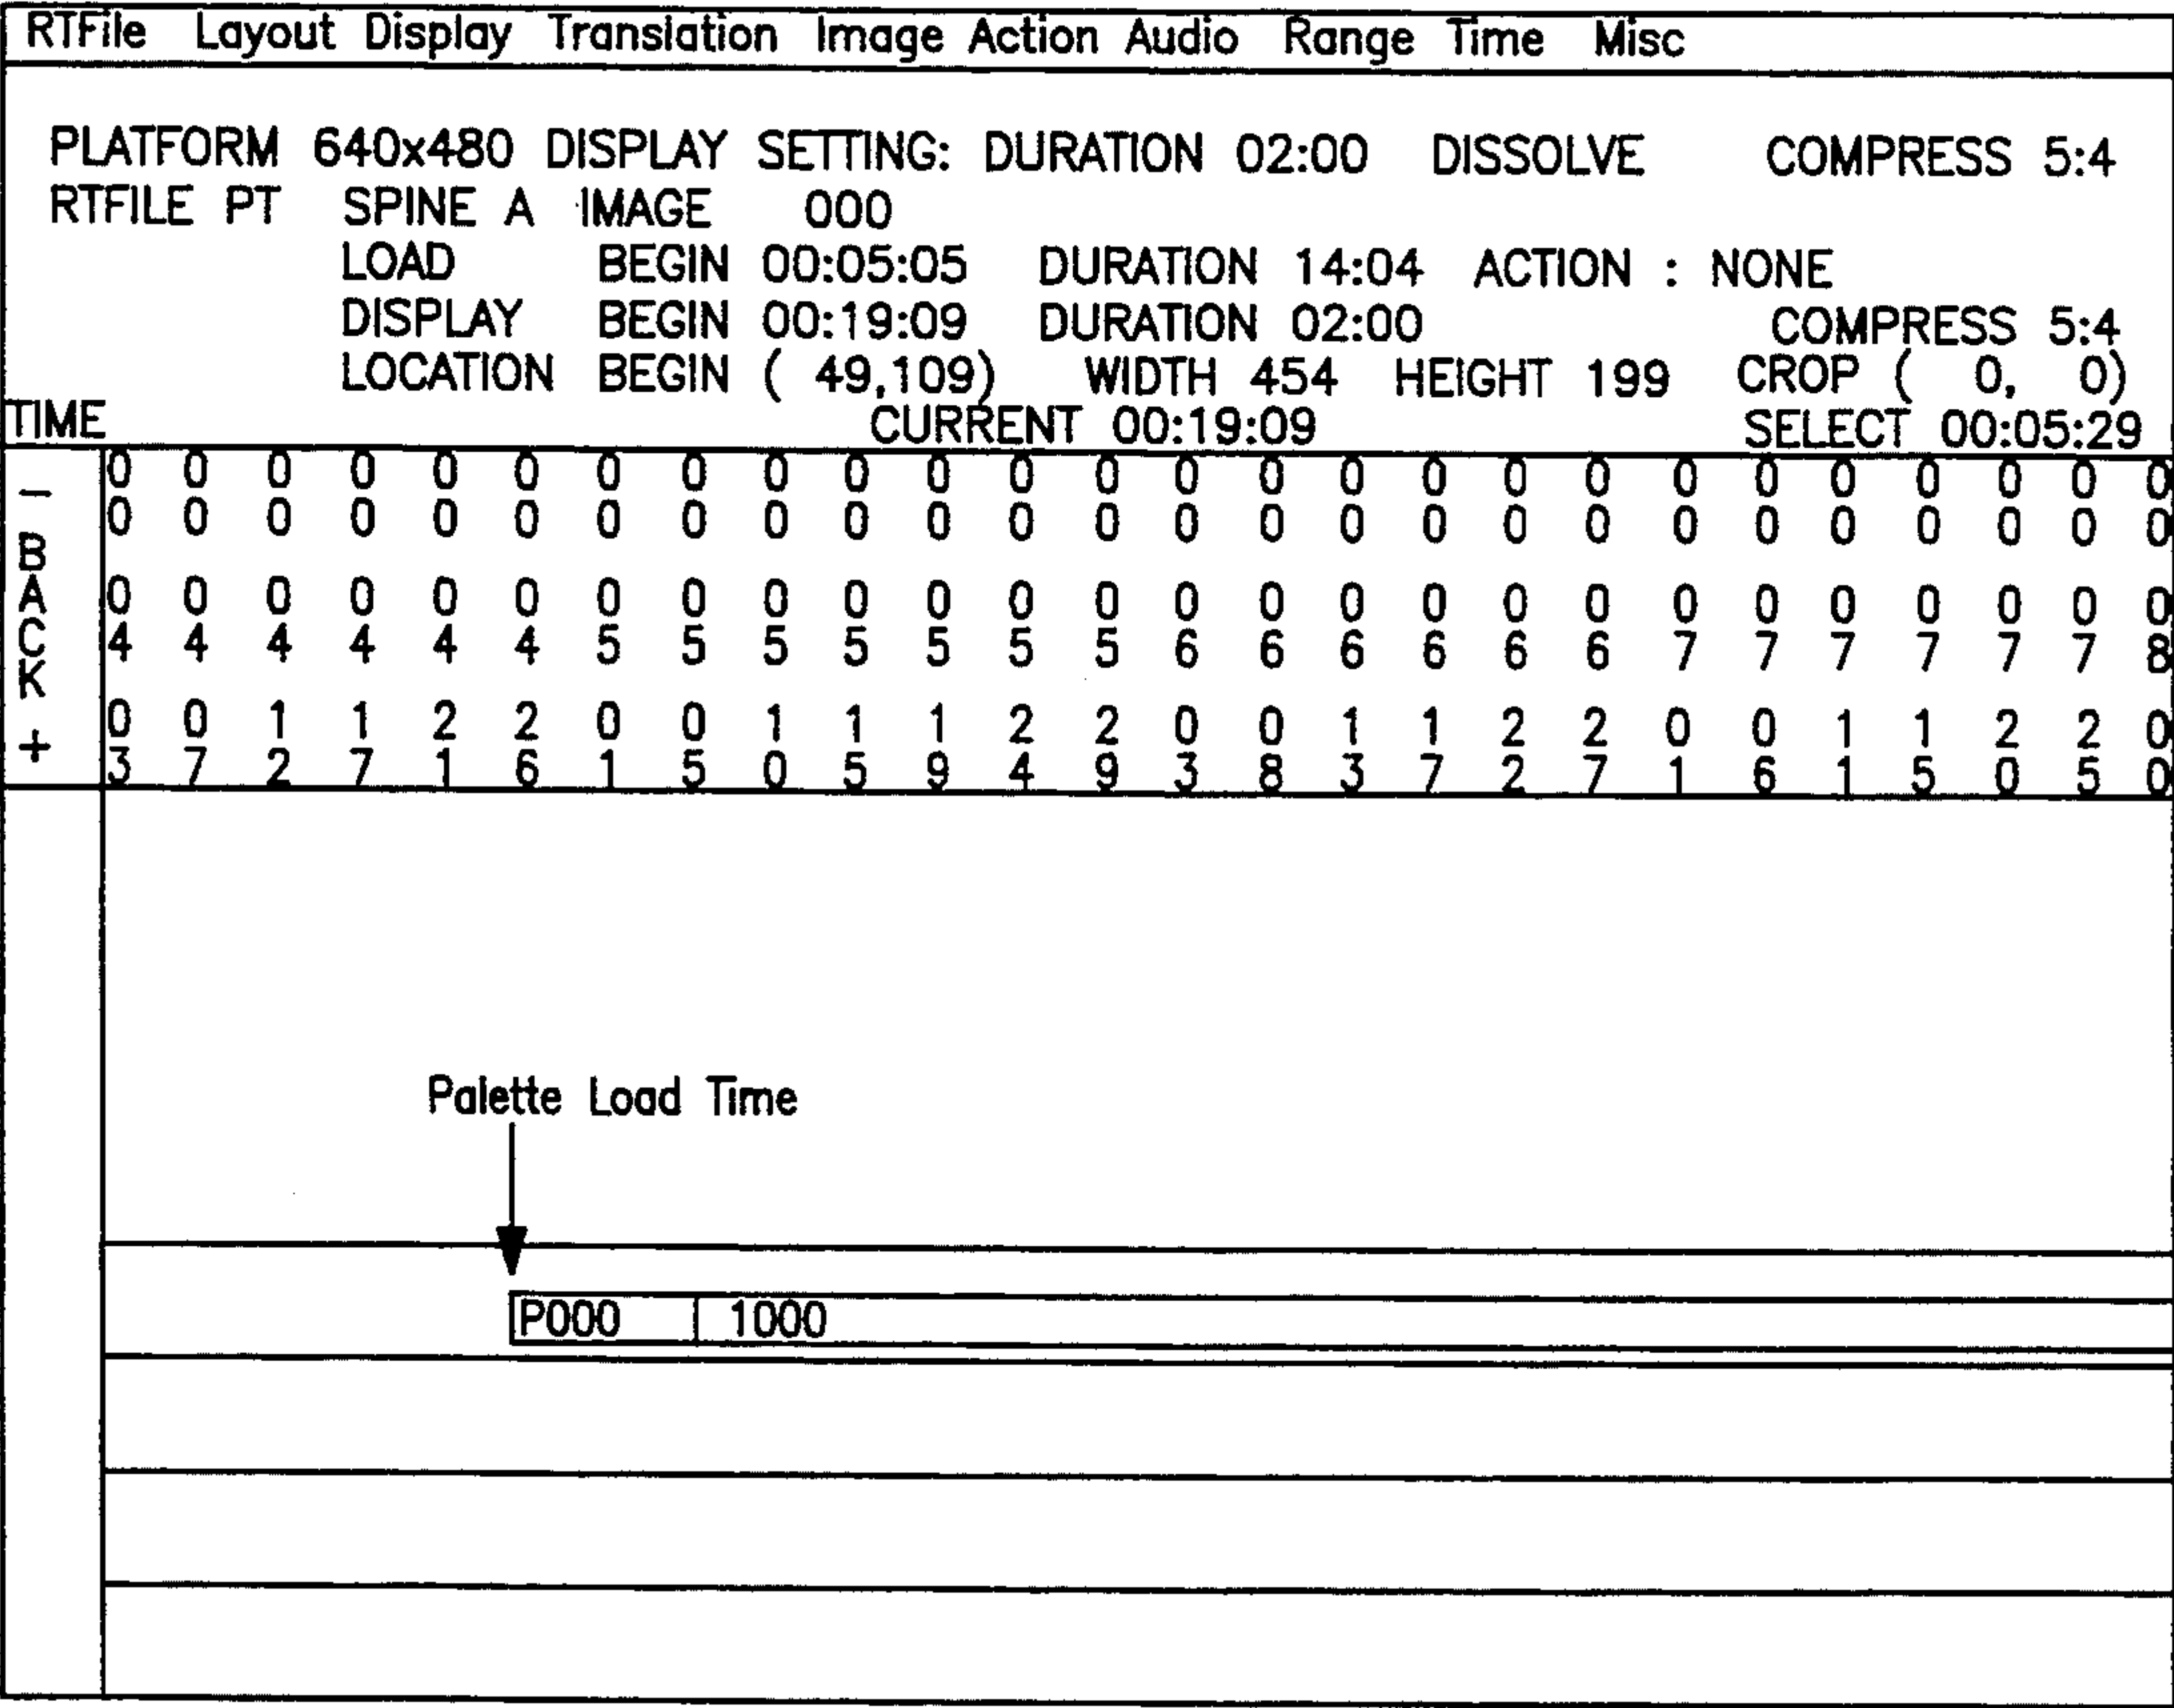 RTFile Layout Display Translation Image Action Audio Range Time Misc
PLATFORM 640x480 DISPLAY SETTING: DURATION 02:00 DISSOLVE COMPRESS 5:4
RTFILE PT SPINE A IMAGE 000
LOAD BEGIN 00:05:05 DURATION 14:04 ACTION : NONE
DISPLAY BEGIN 00:19:09 DURATION 02:00 COMPRESS 5:4
LOCATION BEGIN ( 49,109) WIDTH 454 HEIGHT 199 CROP ( 0, 0)
TIME CURRENT 00:19:09 SELECT 00:05:29
– BACK +
0 0 0 0 0 0 0 0 0 0 0 0 0 0 0 0 0 0 0 0 0 0 0 0 0 0
0 0 0 0 0 0 0 0 0 0 0 0 0 0 0 0 0 0 0 0 0 0 0 0 0 0
0 0 0 0 0 0 0 0 0 0 0 0 0 0 0 0 0 0 0 0 0 0 0 0 0 0
4 4 4 4 4 4 5 5 5 5 5 5 5 6 6 6 6 6 6 7 7 7 7 7 7 8
0 0 1 1 2 2 0 0 1 1 1 2 2 0 0 1 1 2 2 0 0 1 1 2 2 0
3 7 2 7 1 6 1 5 0 5 9 4 9 3 8 3 7 2 7 1 6 1 5 0 5 0
Palette Load Time
P000 1000